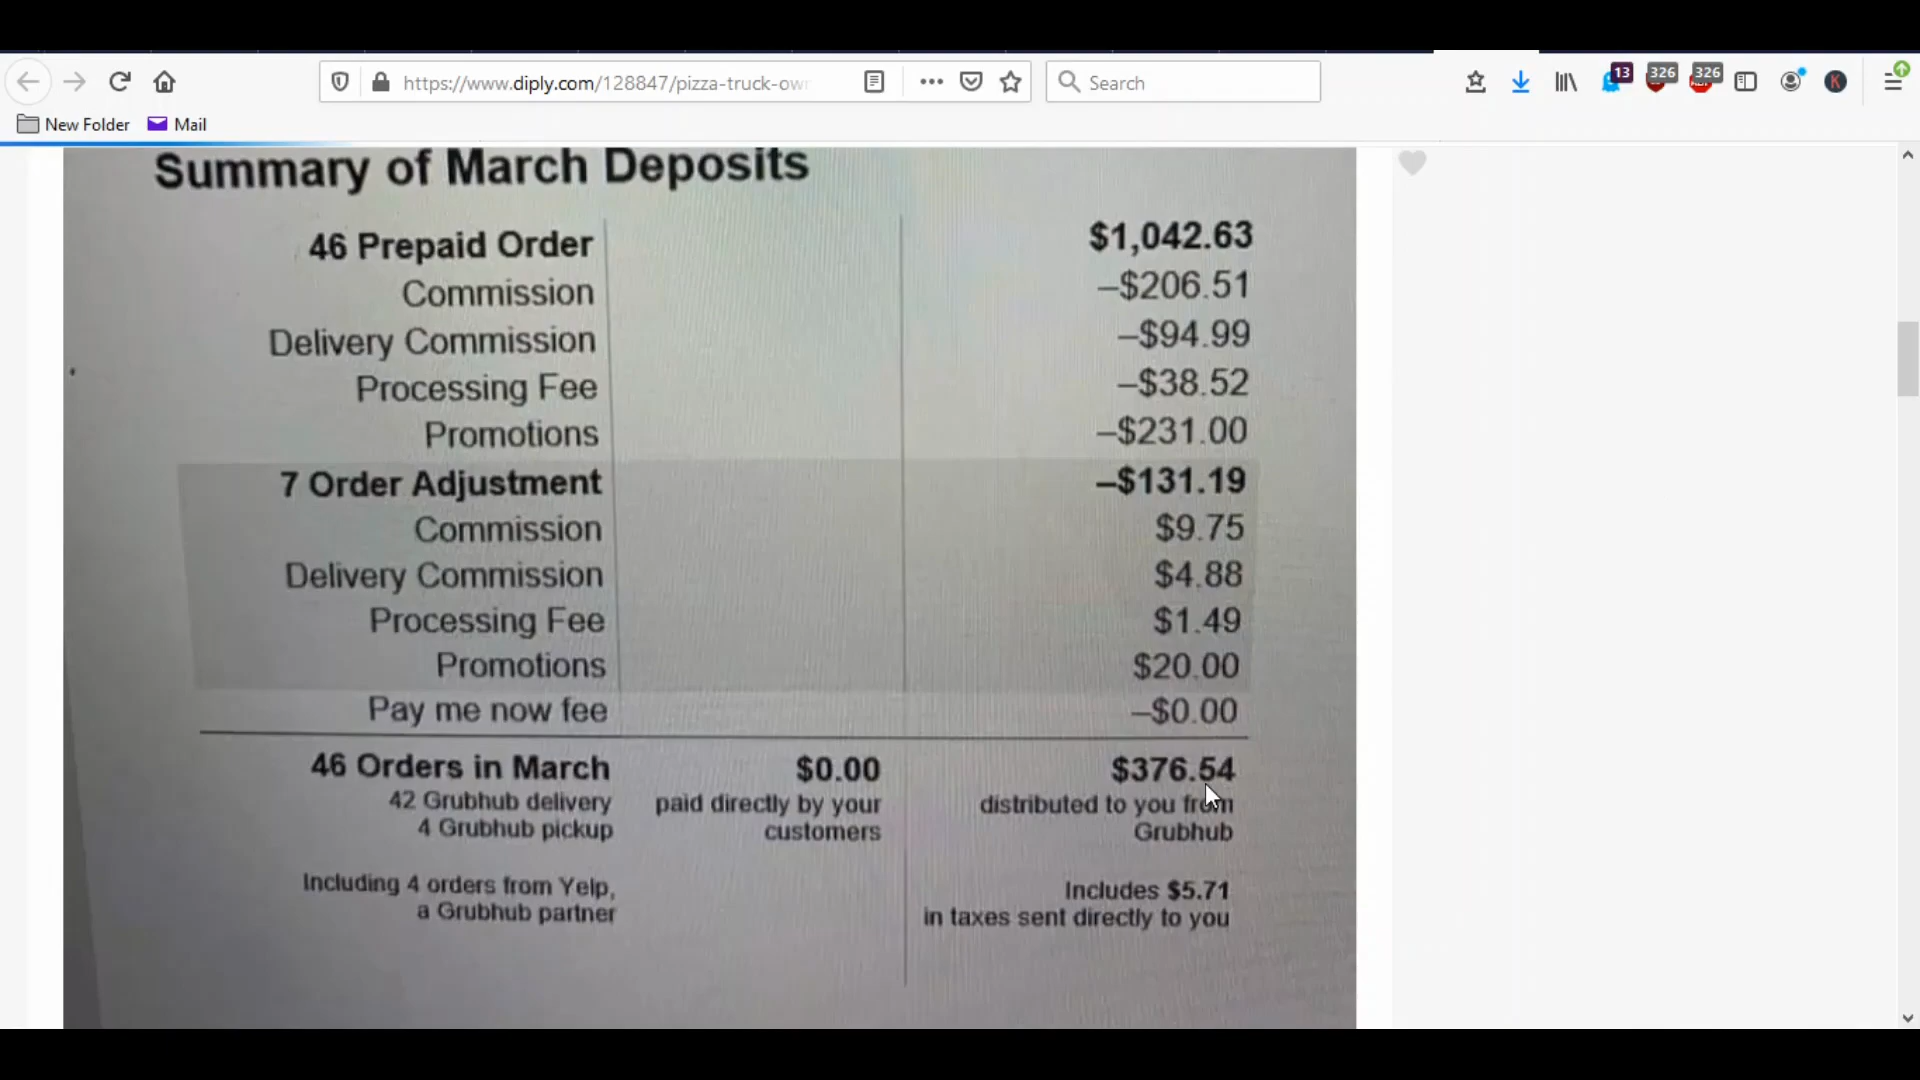 https://www.diply.com/128847/pizza-truck-own
Search
13
326
326
K
New Folder
Mail
Summary of March Deposits
46 Prepaid Order $1,042.63
Commission –$206.51
Delivery Commission –$94.99
Processing Fee –$38.52
Promotions –$231.00
7 Order Adjustment –$131.19
Commission $9.75
Delivery Commission $4.88
Processing Fee $1.49
Promotions $20.00
Pay me now fee –$0.00
46 Orders in March $0.00 $376.54
42 Grubhub delivery paid directly by your distributed to you from
4 Grubhub pickup customers Grubhub
Including 4 orders from Yelp, Includes $5.71
a Grubhub partner in taxes sent directly to you